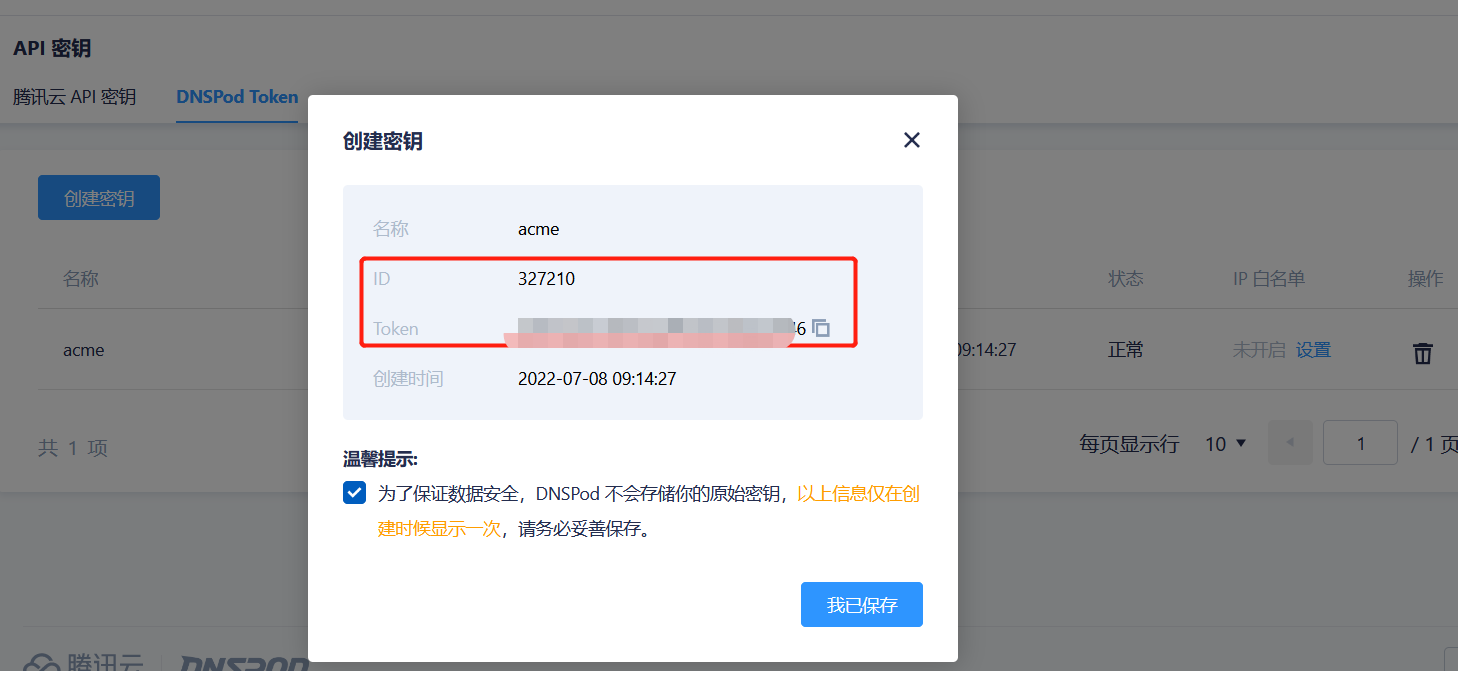 API 密钥
腾讯云 API 密钥 DNSPod Token
创建密钥
创建密钥
名称 acme
ID 327210
Token 46
创建时间 2022-07-08 09:14:27
名称 状态 IP 白名单 操作
acme 09:14:27 正常 未开启 设置
共 1 项 每页显示行 10 1 / 1 页
温馨提示:
为了保证数据安全，DNSPod 不会存储你的原始密钥，以上信息仅在创
建时候显示一次，请务必妥善保存。
我已保存
腾讯云 DNSPOD